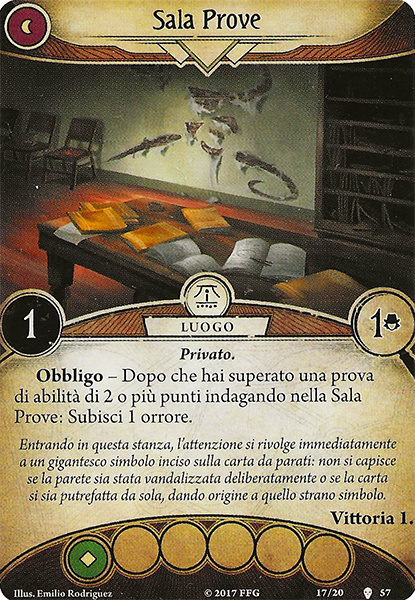 Sala Prove
1
LUOGO
1
Privato.
Obbligo – Dopo che hai superato una prova
di abilità di 2 o più punti indagando nella Sala
Prove: Subisci 1 orrore.
Entrando in questa stanza, l'attenzione si rivolge immediatamente
a un gigantesco simbolo inciso sulla carta da parati: non si capisce
se la parete sia stata vandalizzata deliberatamente o se la carta
si sia putrefatta da sola, dando origine a quello strano simbolo.
Vittoria 1.
Illus. Emilio Rodriguez © 2017 FFG 17/20 57